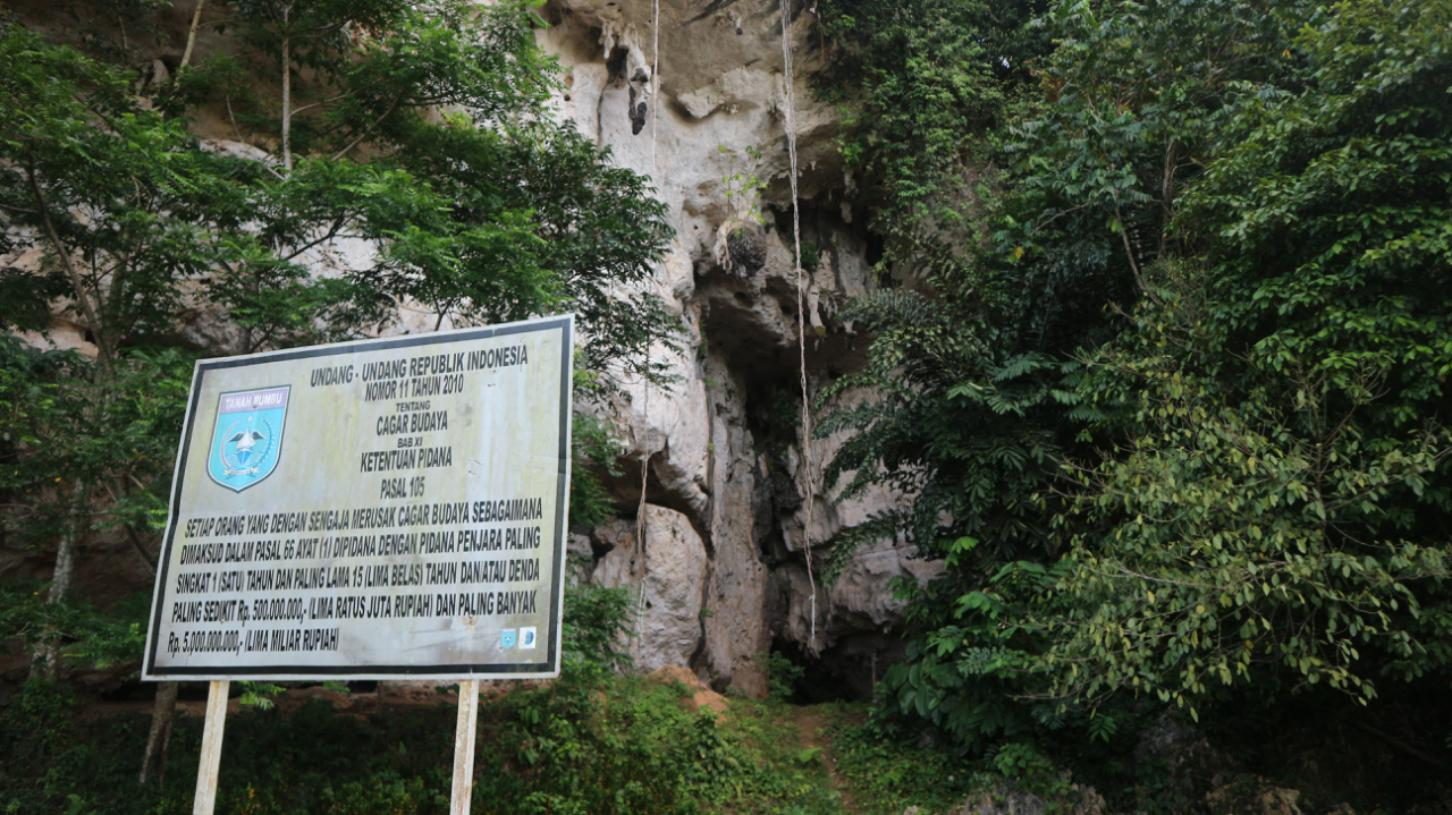 TANAH BUMBU
UNDANG - UNDANG REPUBLIK INDONESIA
NOMOR 11 TAHUN 2010
TENTANG
CAGAR BUDAYA
BAB XI
KETENTUAN PIDANA
PASAL 105
SETIAP ORANG YANG DENGAN SENGAJA MERUSAK CAGAR BUDAYA SEBAGAIMANA
DIMAKSUD DALAM PASAL 66 AYAT (1) DIPIDANA DENGAN PIDANA PENJARA PALING
SINGKAT 1 (SATU) TAHUN DAN PALING LAMA 15 (LIMA BELAS) TAHUN DAN/ATAU DENDA
PALING SEDIKIT Rp. 500.000.000,- (LIMA RATUS JUTA RUPIAH) DAN PALING BANYAK
Rp. 5.000.000.000,- (LIMA MILIAR RUPIAH)